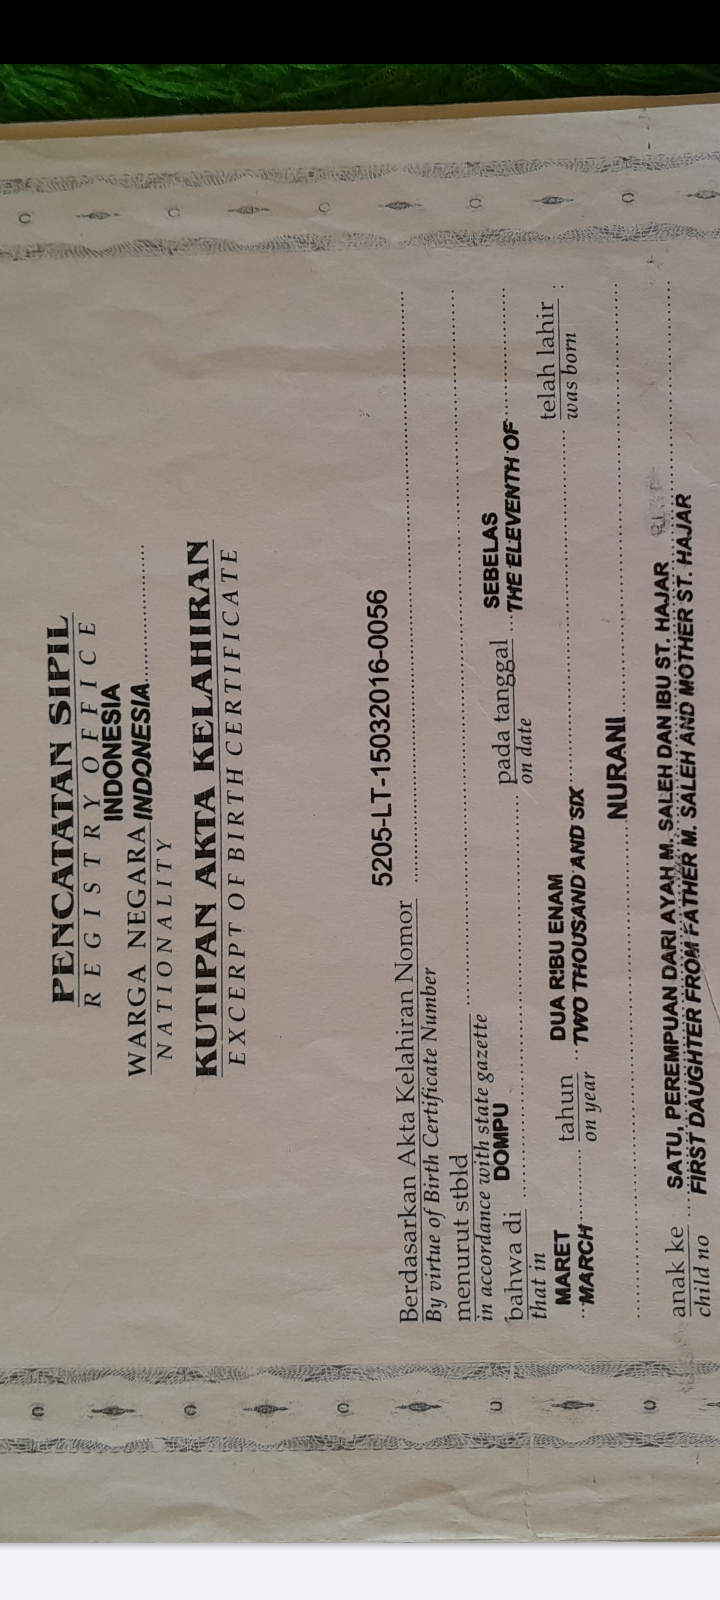 PENCATATAN SIPIL
REGISTRY OFFICE
INDONESIA
WARGA NEGARA INDONESIA
NATIONALITY
KUTIPAN AKTA KELAHIRAN
EXCERPT OF BIRTH CERTIFICATE
5205-LT-15032016-0056
Berdasarkan Akta Kelahiran Nomor
By virtue of Birth Certificate Number
menurut stbld
in accordance with state gazette
DOMPU SEBELAS
bahwa di pada tanggal THE ELEVENTH OF
that in on date
MARET DUA RIBU ENAM telah lahir :
MARCH tahun TWO THOUSAND AND SIX was born
on year
NURANI
SATU, PEREMPUAN DARI AYAH M. SALEH DAN IBU ST. HAJAR
anak ke FIRST DAUGHTER FROM FATHER M. SALEH AND MOTHER ST. HAJAR
child no